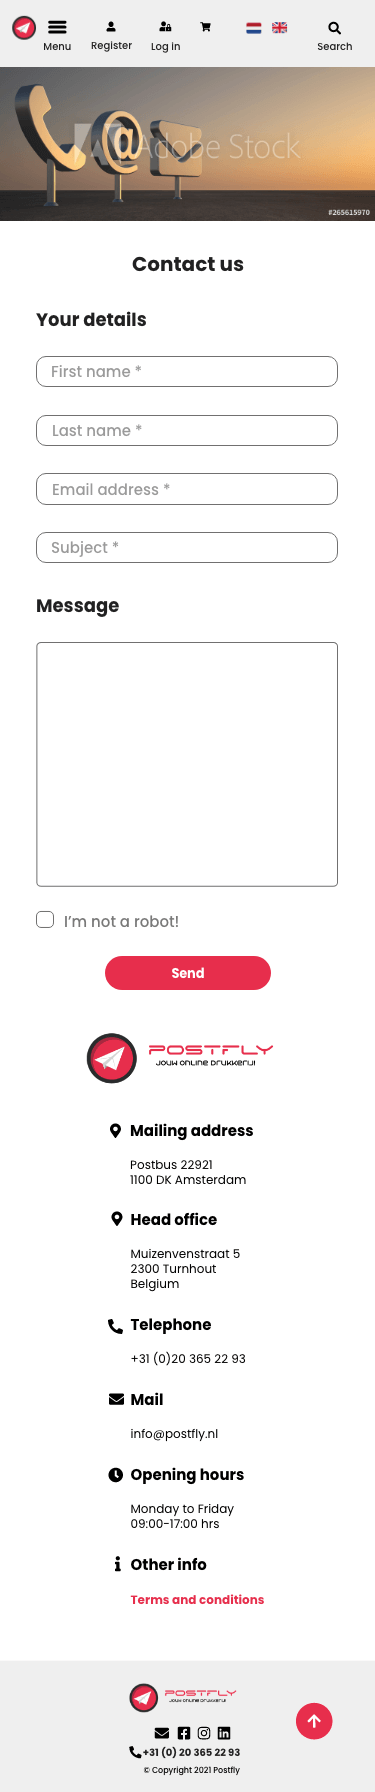 Menu
Register
Log in
Search
Adobe Stock
#265615970
Contact us
Your details
First name *
Last name *
Email address *
Subject *
Message
I’m not a robot!
Send
POSTFLY
JOUW ONLINE DRUKKERIJ!
Mailing address
Postbus 22921
1100 DK Amsterdam
Head office
Muizenvenstraat 5
2300 Turnhout
Belgium
Telephone
+31 (0)20 365 22 93
Mail
info@postfly.nl
Opening hours
Monday to Friday
09:00-17:00 hrs
Other info
Terms and conditions
POSTFLY
JOUW ONLINE DRUKKERIJ!
+31 (0) 20 365 22 93
© Copyright 2021 Postfly